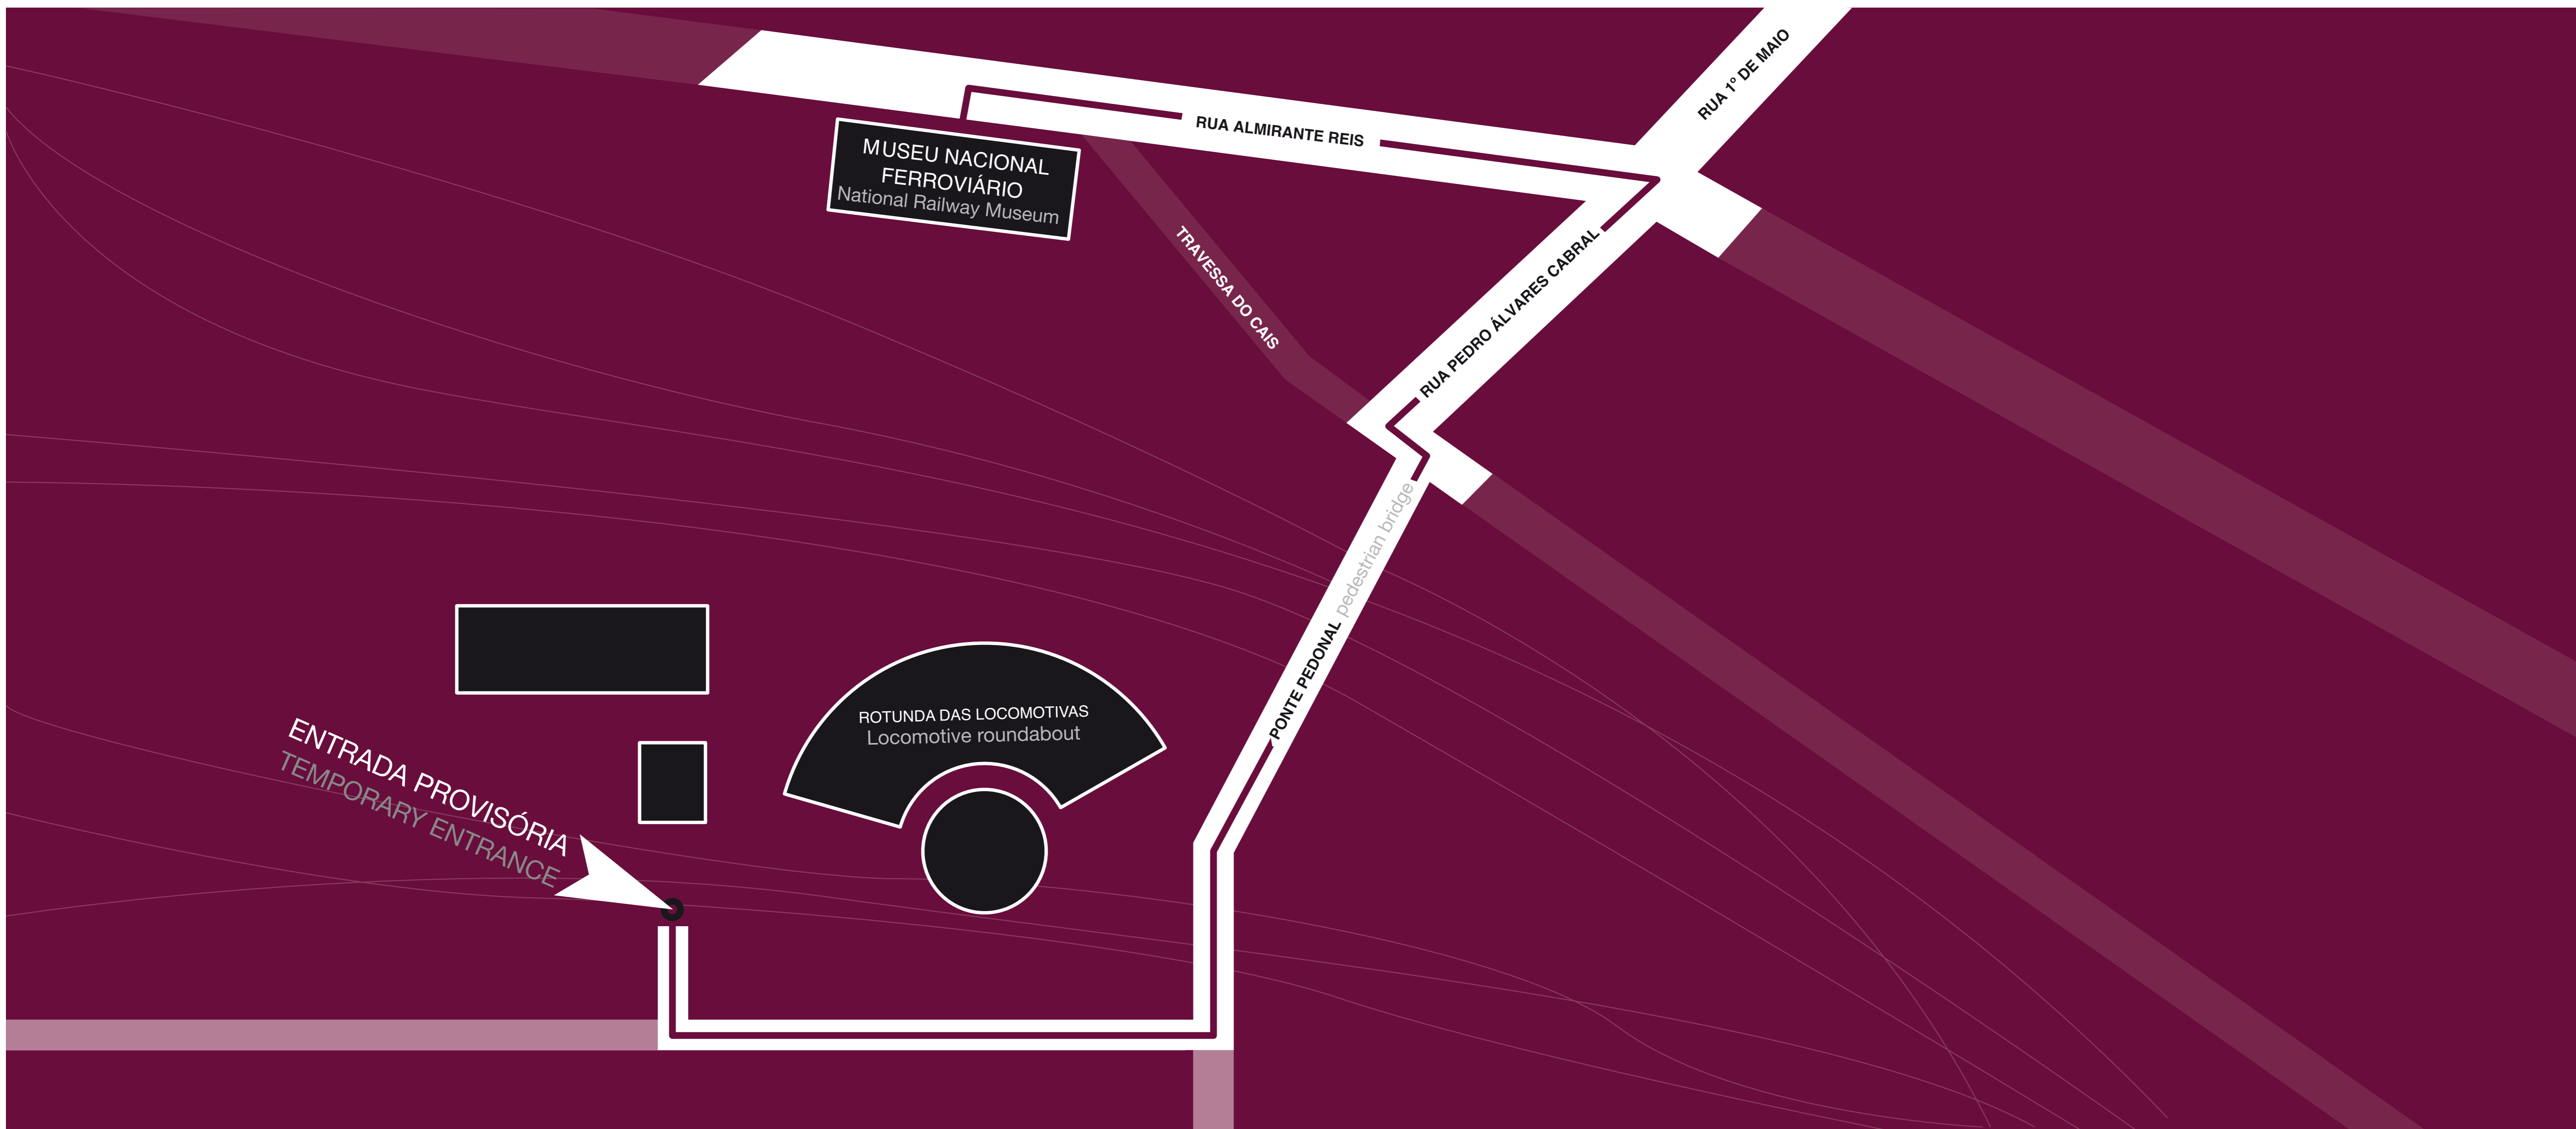 RUA 1º DE MAIO
RUA ALMIRANTE REIS
MUSEU NACIONAL
FERROVIÁRIO
National Railway Museum
TRAVESSA DO CAIS
RUA PEDRO ÁLVARES CABRAL
PONTE PEDONAL pedestrian bridge
ROTUNDA DAS LOCOMOTIVAS
Locomotive roundabout
ENTRADA PROVISÓRIA
TEMPORARY ENTRANCE